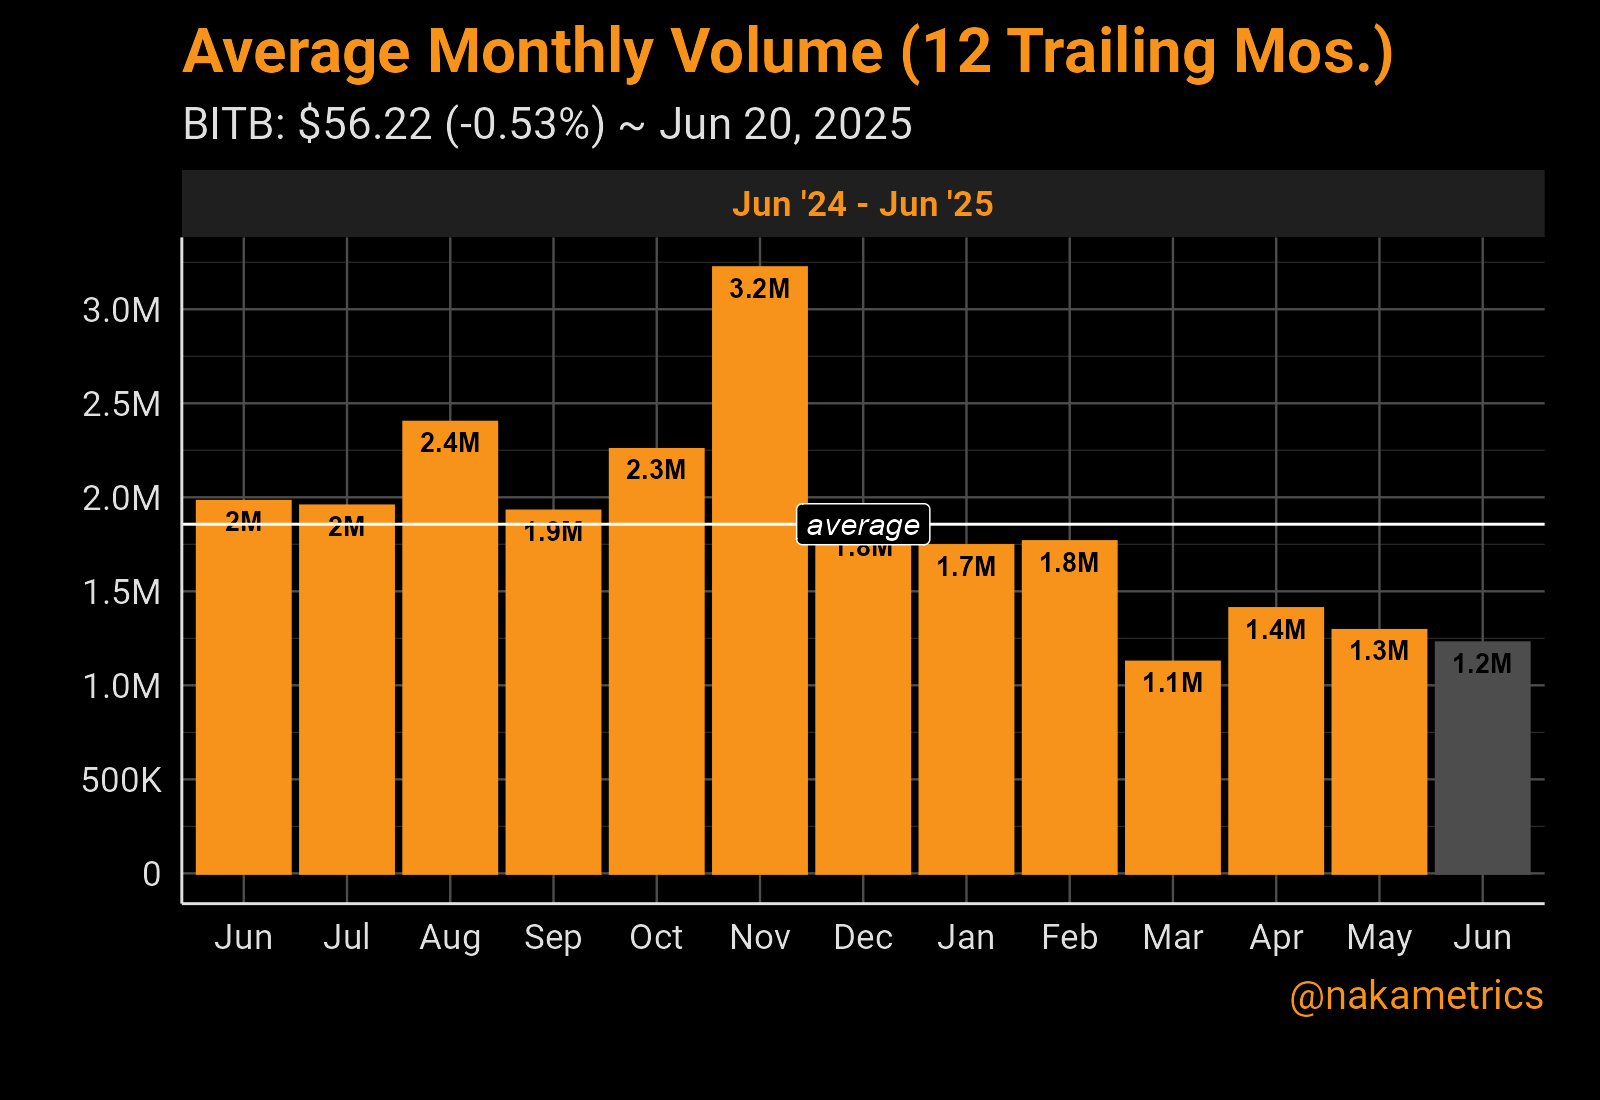 Average Monthly Volume (12 Trailing Mos.)
BITB: $56.22 (-0.53%) ~ Jun 20, 2025
Jun '24 - Jun '25
3.0M
2.5M
2.0M
1.5M
1.0M
500K
0
2M
2M
2.4M
1.9M
2.3M
3.2M
average
1.8M
1.7M
1.8M
1.1M
1.4M
1.3M
1.2M
Jun Jul Aug Sep Oct Nov Dec Jan Feb Mar Apr May Jun
@nakametrics